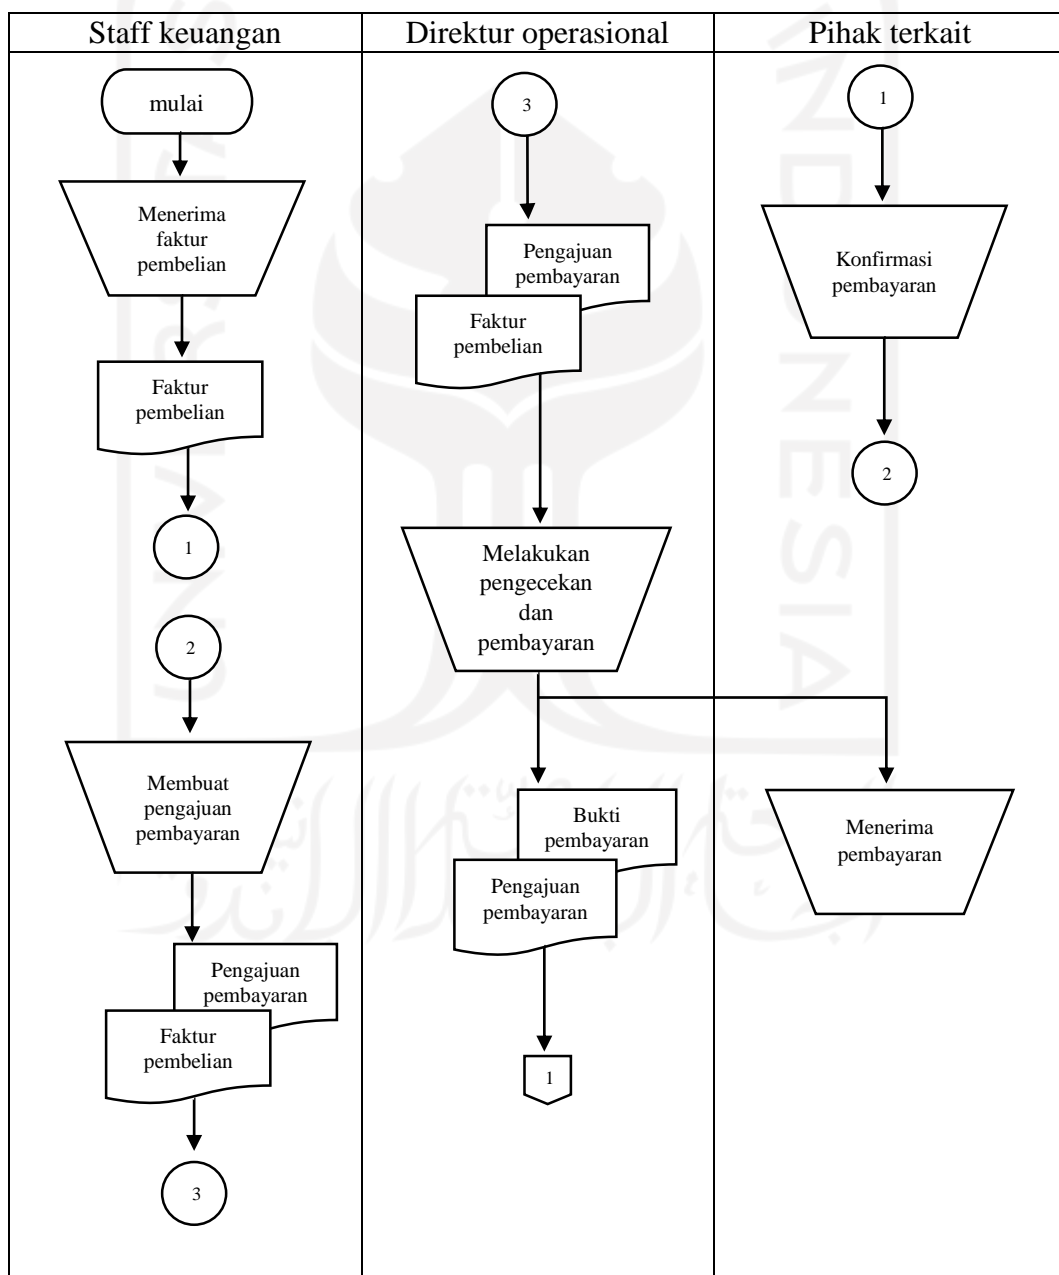 Staff keuangan
Direktur operasional
Pihak terkait
mulai
Menerima
faktur
pembelian
Faktur
pembelian
1
2
Membuat
pengajuan
pembayaran
Pengajuan
pembayaran
Faktur
pembelian
3
3
Pengajuan
pembayaran
Faktur
pembelian
Melakukan
pengecekan
dan
pembayaran
Bukti
pembayaran
Pengajuan
pembayaran
1
1
Konfirmasi
pembayaran
2
Menerima
pembayaran